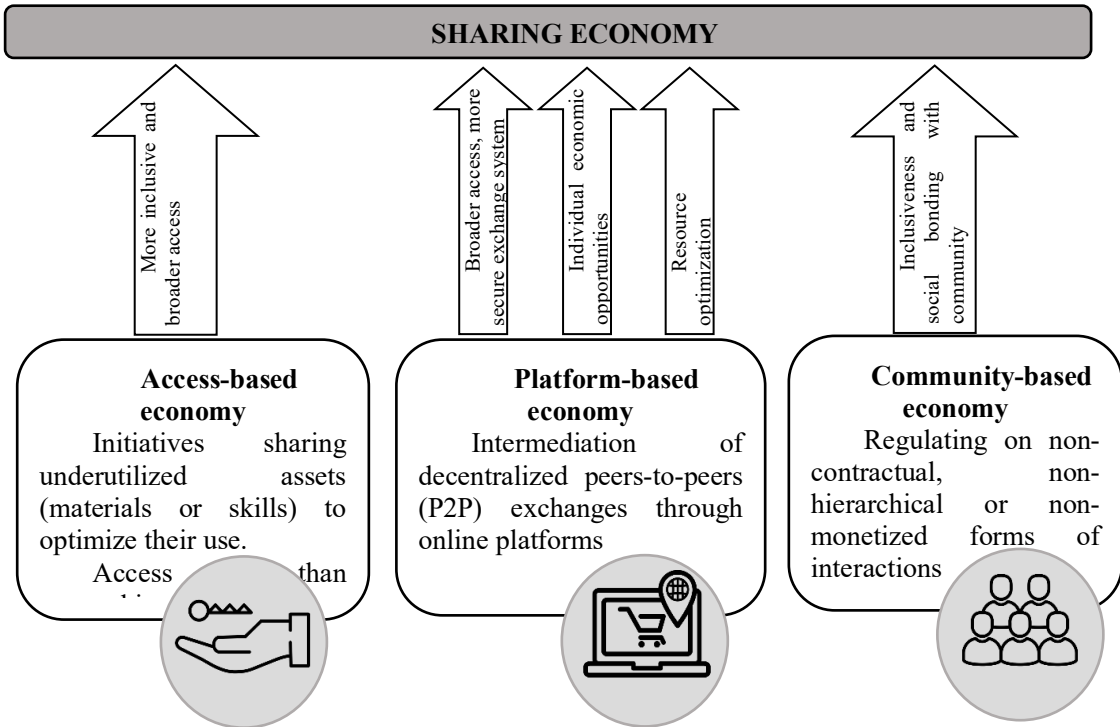 SHARING ECONOMY
More inclusive and
broader access
Broader access, more
secure exchange system
Individual economic
opportunities
Resource
optimization
Inclusiveness and
social bonding with
community
Access-based
economy
Initiatives sharing
underutilized assets
(materials or skills) to
optimize their use.
Access than
Platform-based
economy
Intermediation of
decentralized peers-to-peers
(P2P) exchanges through
online platforms
Community-based
economy
Regulating on non-
contractual, non-
hierarchical or non-
monetized forms of
interactions